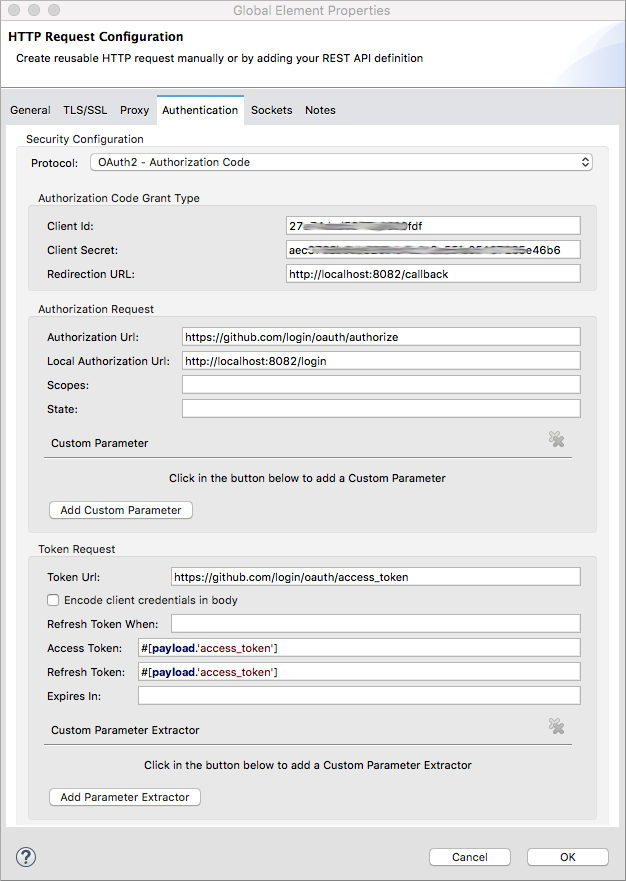 Global Element Properties
HTTP Request Configuration
Create reusable HTTP request manually or by adding your REST API definition
General TLS/SSL Proxy Authentication Sockets Notes
Security Configuration
Protocol: OAuth2 - Authorization Code
Authorization Code Grant Type
Client Id:
Client Secret:
Redirection URL: http://localhost:8082/callback
Authorization Request
Authorization Url: https://github.com/login/oauth/authorize
Local Authorization Url: http://localhost:8082/login
Scopes:
State:
Custom Parameter
Click in the button below to add a Custom Parameter
Add Custom Parameter
Token Request
Token Url: https://github.com/login/oauth/access_token
Encode client credentials in body
Refresh Token When:
Access Token: #[payload.'access_token']
Refresh Token: #[payload.'access_token']
Expires In:
Custom Parameter Extractor
Click in the button below to add a Custom Parameter Extractor
Add Parameter Extractor
? Cancel OK